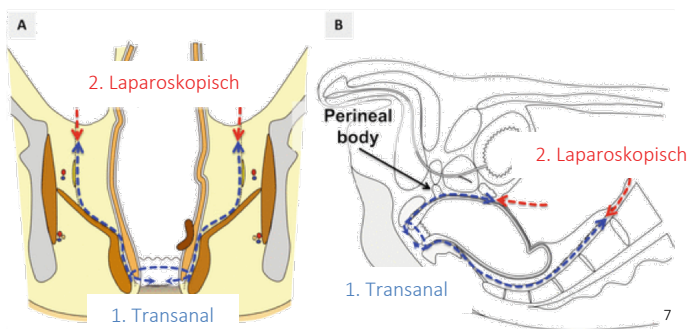 A
B
2. Laparoskopisch
Perineal
body
2. Laparoskopisch
1. Transanal
1. Transanal
7